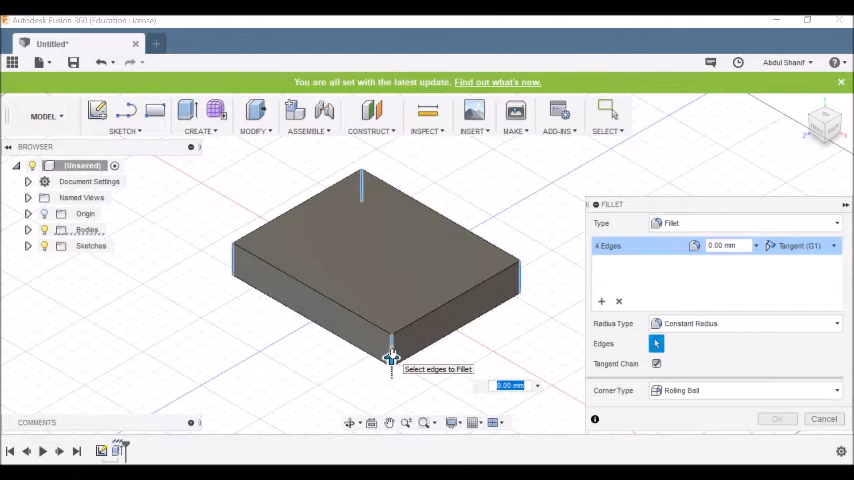 Autodesk Fusion 360 (Education License)
Untitled*
Abdul Shanif
You are all set with the latest update. Find out what's new.
MODEL
SKETCH
CREATE
MODIFY
ASSEMBLE
CONSTRUCT
INSPECT
INSERT
MAKE
ADD-INS
SELECT
BROWSER
(Unsaved)
Document Settings
Named Views
Origin
Bodies
Sketches
FILLET
Type
Fillet
4 Edges
0.00 mm
Tangent (G1)
Radius Type
Constant Radius
Edges
Tangent Chain
Corner Type
Rolling Ball
OK
Cancel
Select edges to Fillet
0.00 mm
COMMENTS